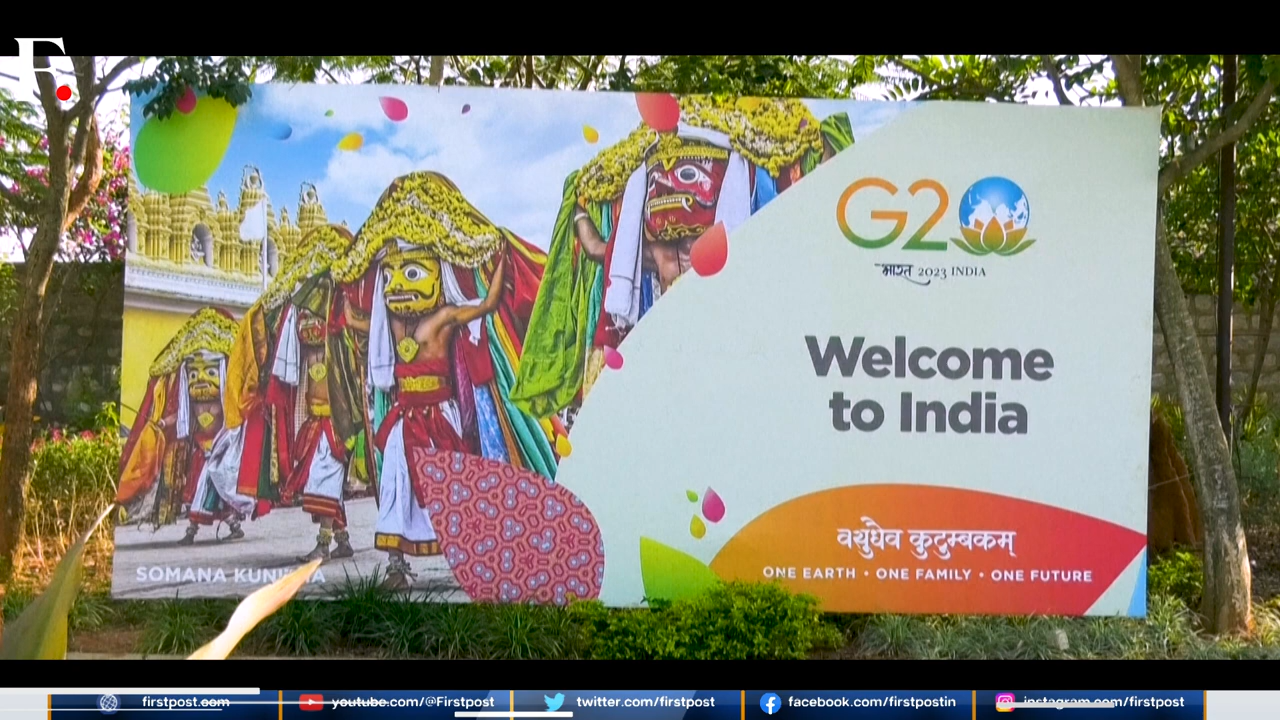 F
G20
भारत 2023 INDIA
Welcome
to India
वसुधैव कुटुम्बकम्
ONE EARTH • ONE FAMILY • ONE FUTURE
SOMANA
firstpost.com youtube.com/@Firstpost twitter.com/firstpost facebook.com/firstpostin instagram.com/firstpost